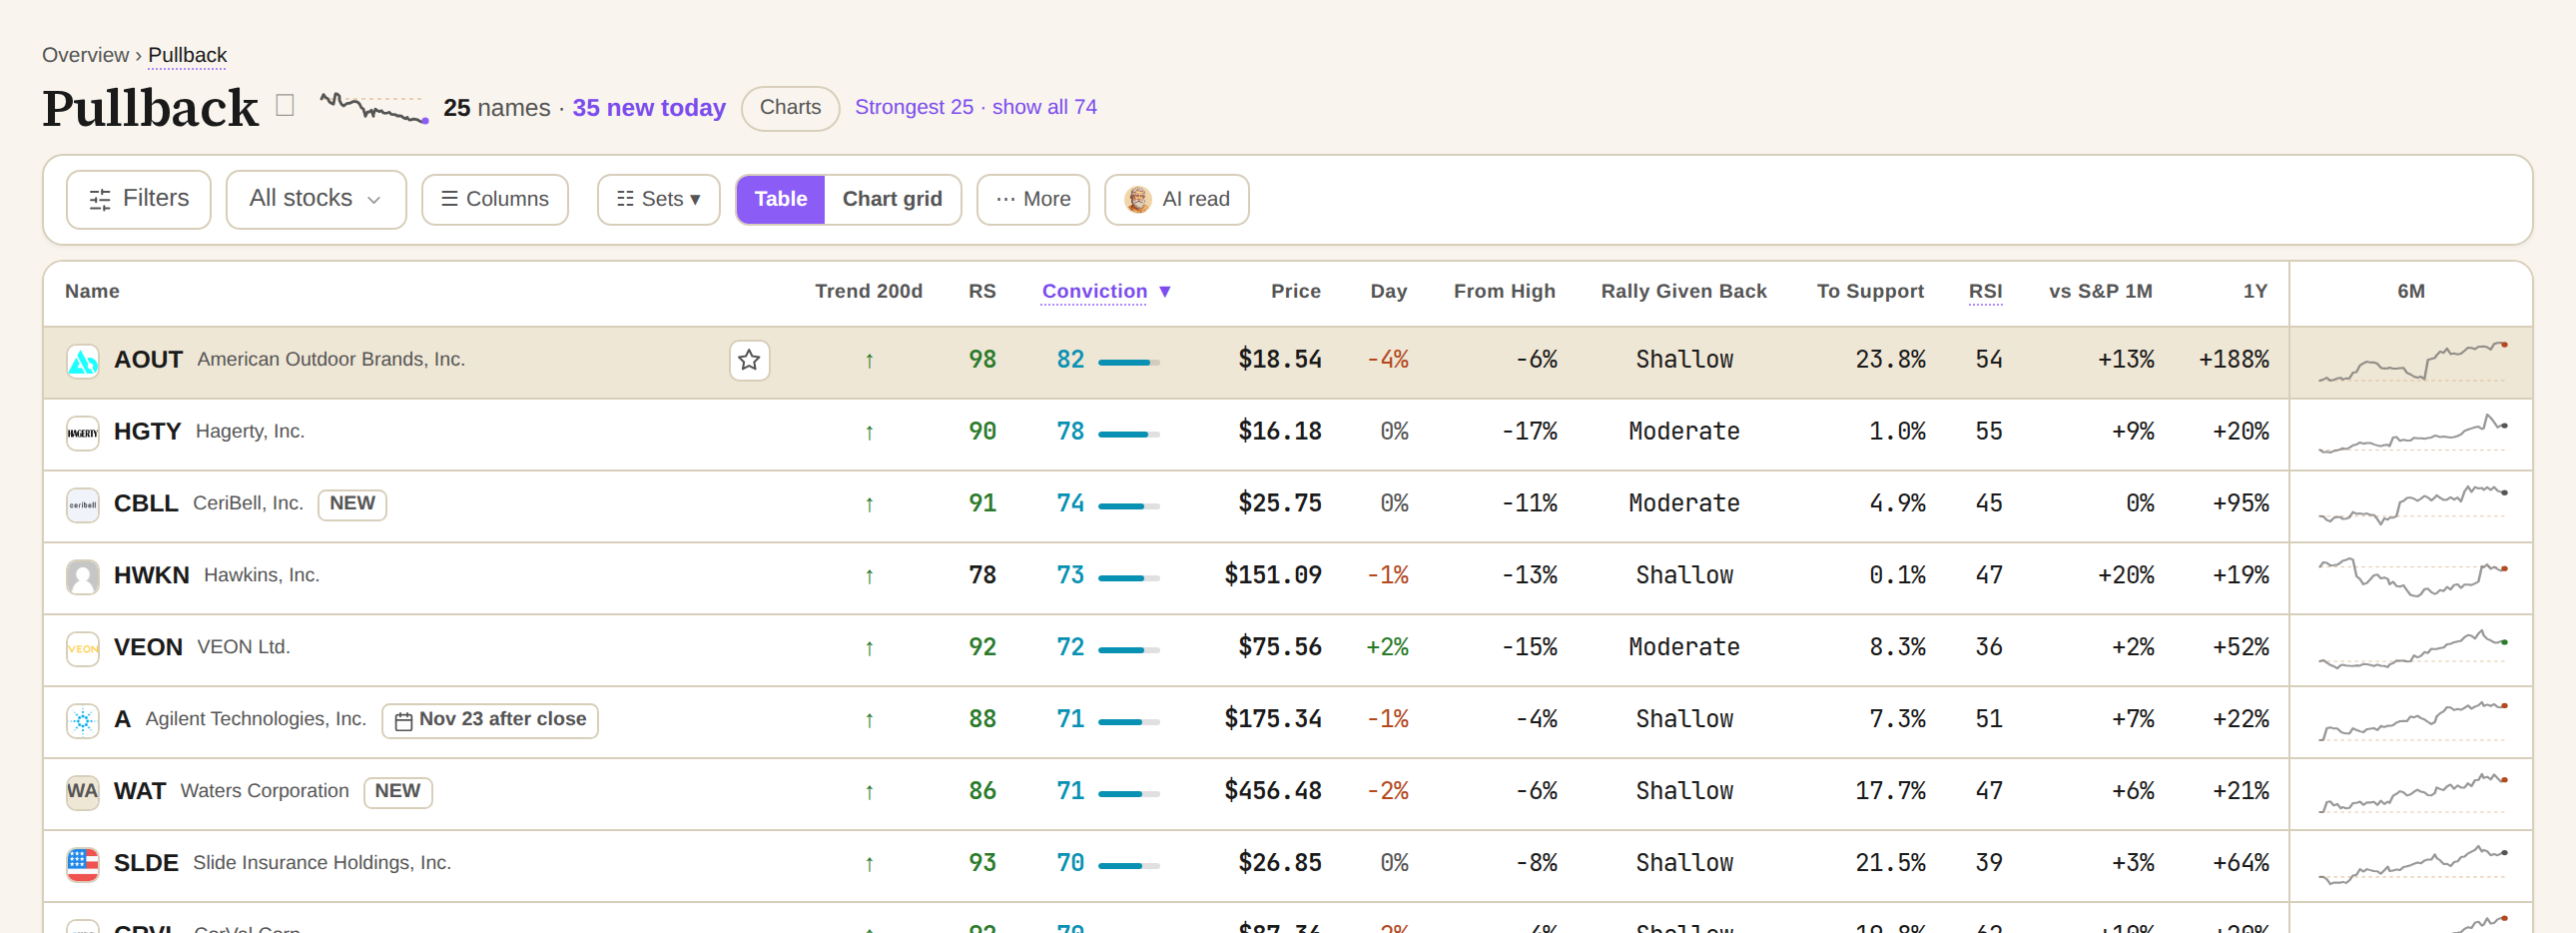 Overview › Pullback
Pullback 25 names · 35 new today Charts Strongest 25 · show all 74
Filters All stocks Columns Sets ▾ Table Chart grid ⋯ More AI read
Name Trend 200d RS Conviction ▼ Price Day From High Rally Given Back To Support RSI vs S&P 1M 1Y 6M
AOUT American Outdoor Brands, Inc. ↑ 98 82 $18.54 -4% -6% Shallow 23.8% 54 +13% +188%
HAGERTY HGTY Hagerty, Inc. ↑ 90 78 $16.18 0% -17% Moderate 1.0% 55 +9% +20%
ceribell CBLL CeriBell, Inc. NEW ↑ 91 74 $25.75 0% -11% Moderate 4.9% 45 0% +95%
HWKN Hawkins, Inc. ↑ 78 73 $151.09 -1% -13% Shallow 0.1% 47 +20% +19%
VEON VEON VEON Ltd. ↑ 92 72 $75.56 +2% -15% Moderate 8.3% 36 +2% +52%
A Agilent Technologies, Inc. Nov 23 after close ↑ 88 71 $175.34 -1% -4% Shallow 7.3% 51 +7% +22%
WA WAT Waters Corporation NEW ↑ 86 71 $456.48 -2% -6% Shallow 17.7% 47 +6% +21%
SLDE Slide Insurance Holdings, Inc. ↑ 93 70 $26.85 0% -8% Shallow 21.5% 39 +3% +64%